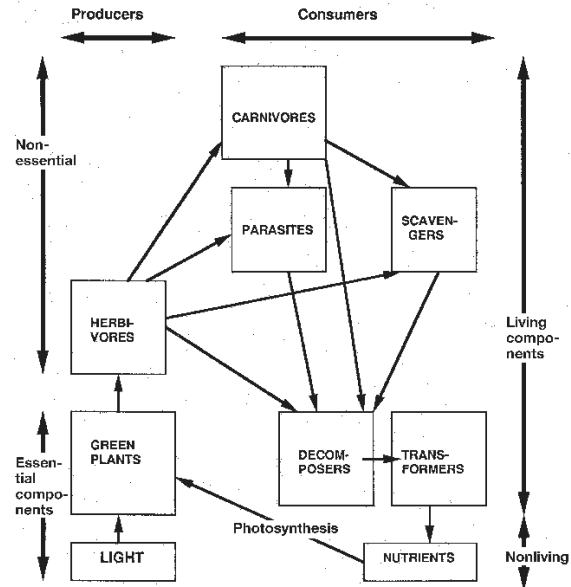 Producers
Consumers
CARNIVORES
Non-
essential
PARASITES
SCAVEN-
GERS
HERBI-
VORES
Living compo-
nents
GREEN
PLANTS
DECOM-
POSERS
TRANS-
FORMERS
Essen-
tial compo-
nents
Photosynthesis
LIGHT
NUTRIENTS
Nonliving